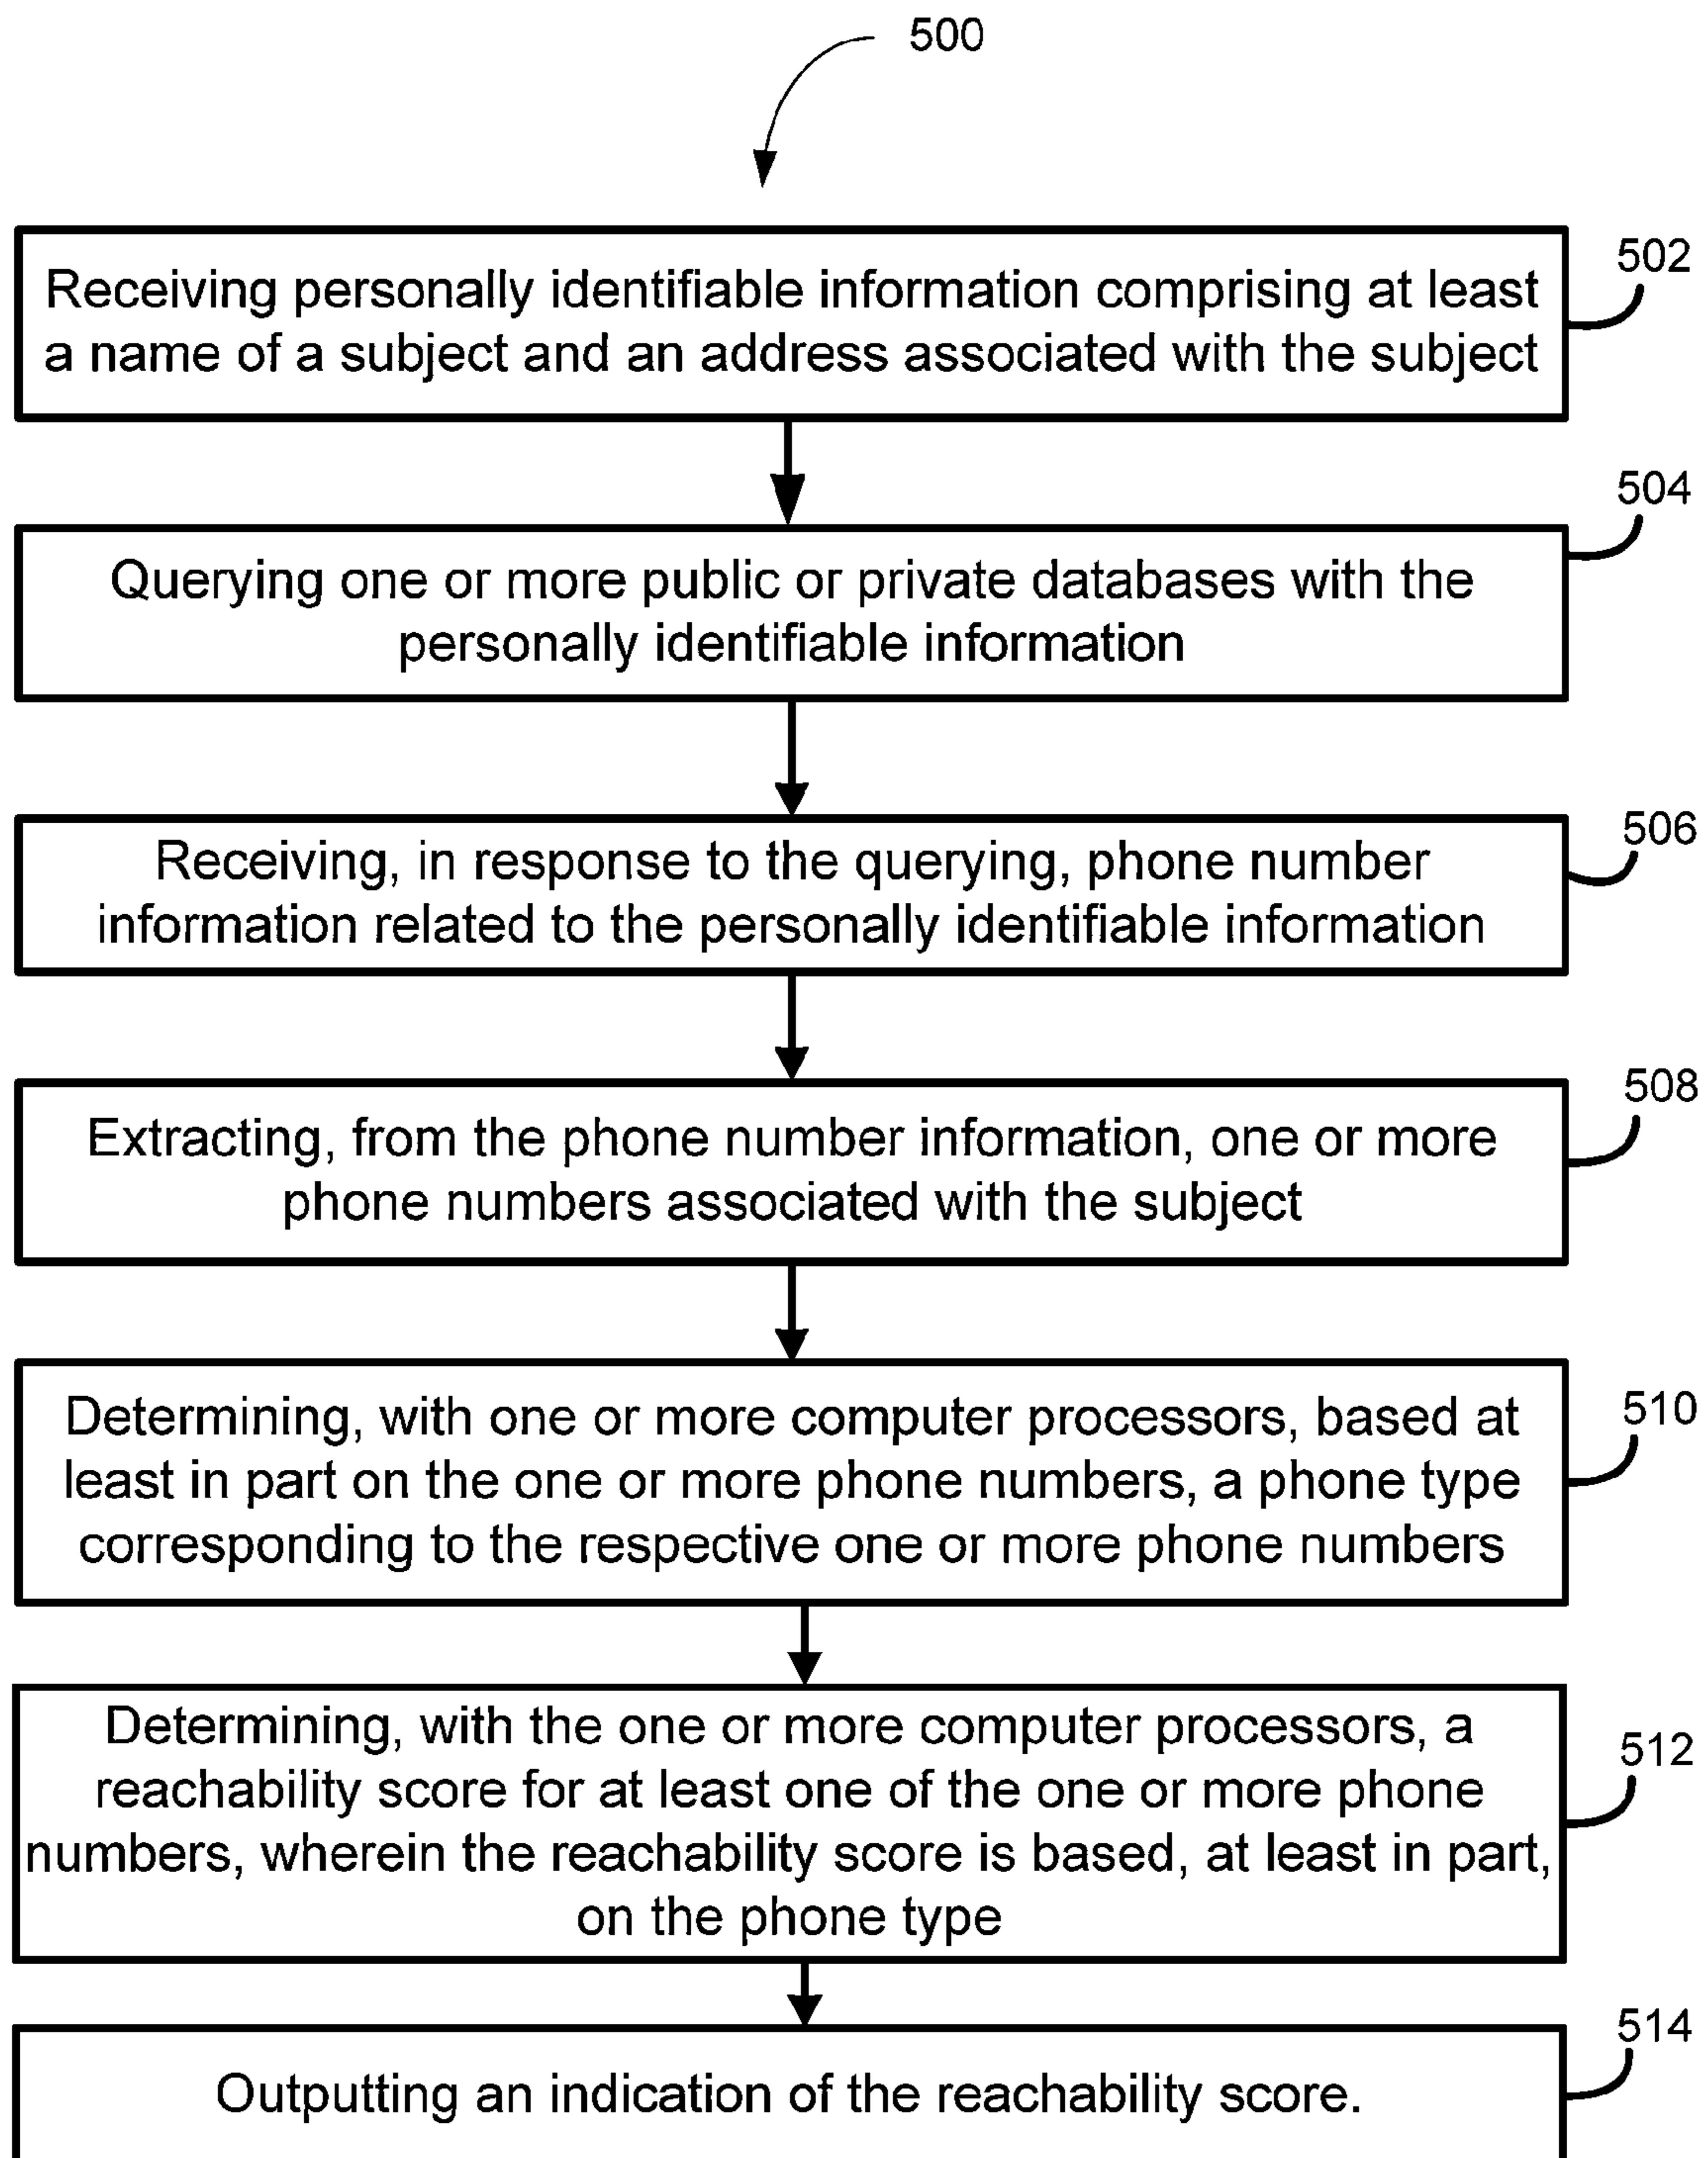 500
502
Receiving personally identifiable information comprising at least
a name of a subject and an address associated with the subject
504
Querying one or more public or private databases with the
personally identifiable information
506
Receiving, in response to the querying, phone number
information related to the personally identifiable information
508
Extracting, from the phone number information, one or more
phone numbers associated with the subject
510
Determining, with one or more computer processors, based at
least in part on the one or more phone numbers, a phone type
corresponding to the respective one or more phone numbers
512
Determining, with the one or more computer processors, a
reachability score for at least one of the one or more phone
numbers, wherein the reachability score is based, at least in part,
on the phone type
514
Outputting an indication of the reachability score.